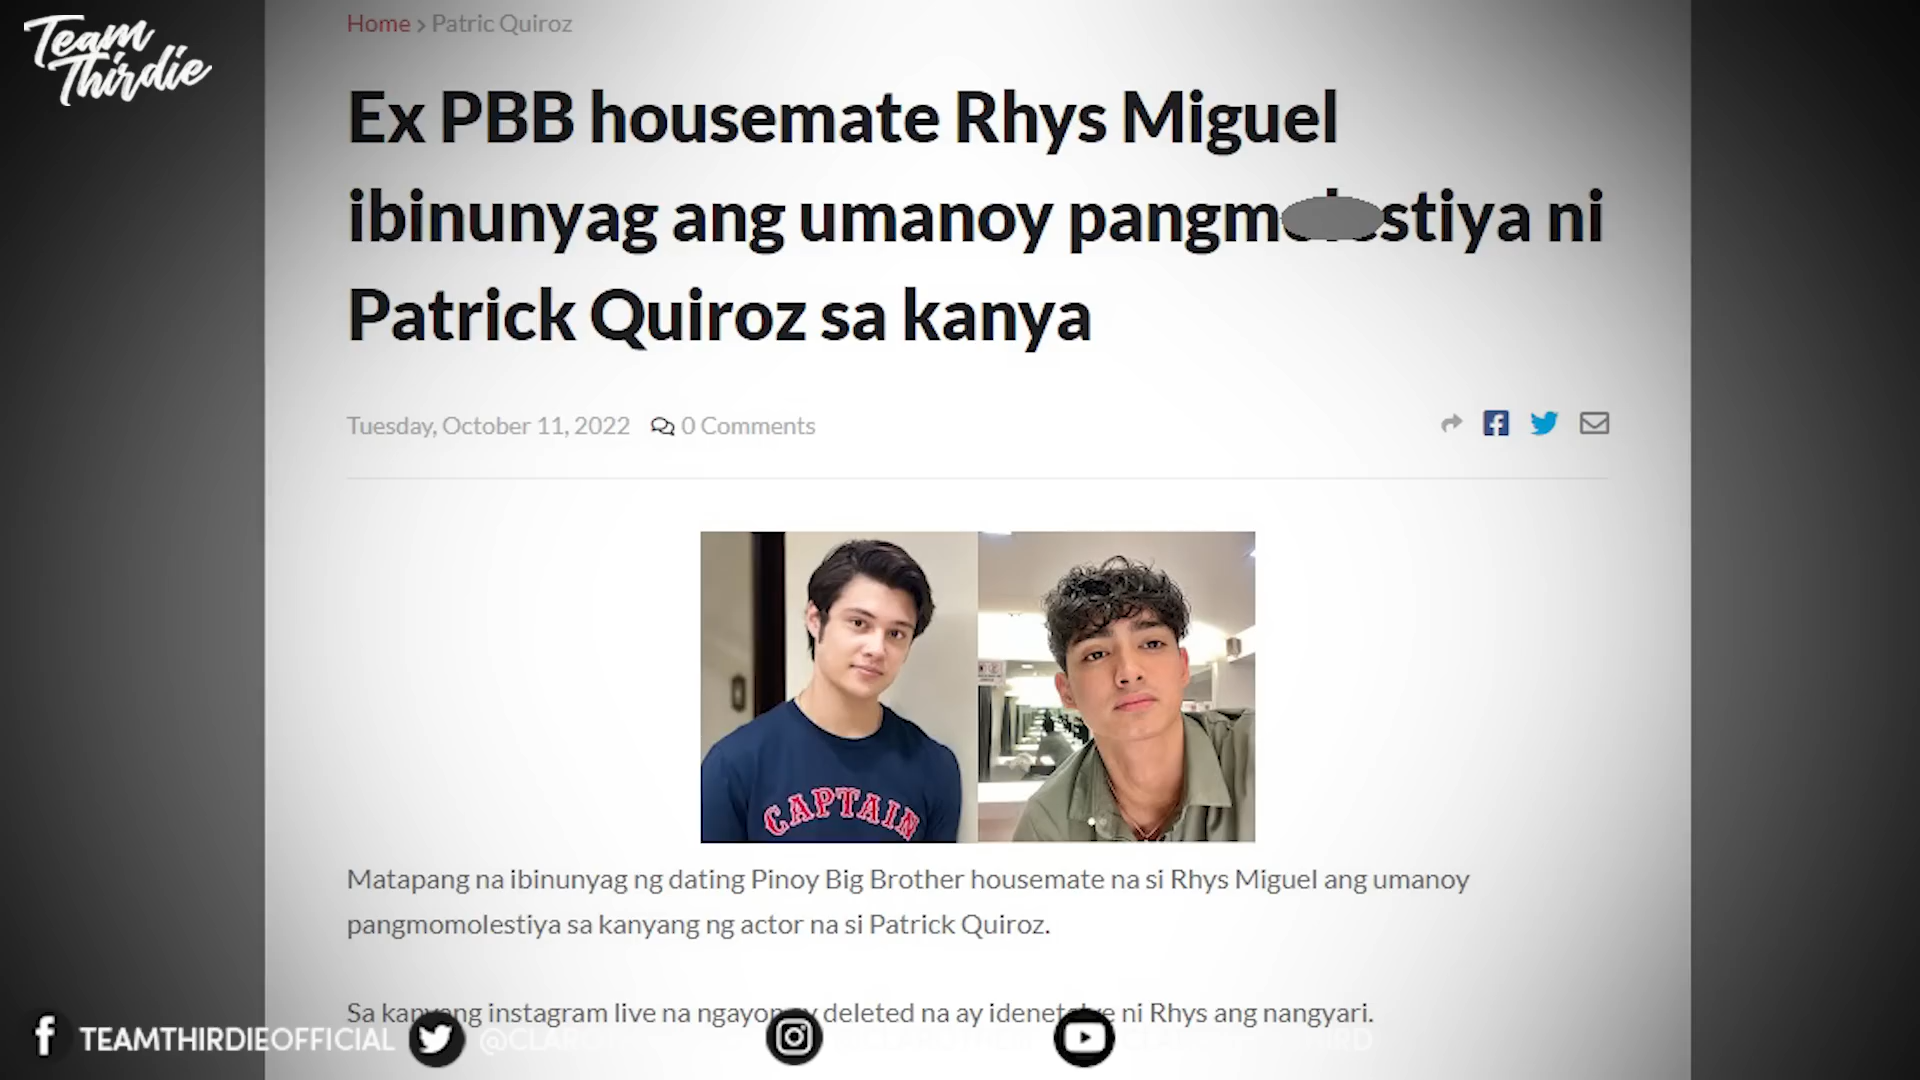 Team
Thirdie
Home > Patric Quiroz
Ex PBB housemate Rhys Miguel
ibinunyag ang umanoy pangmolestiya ni
Patrick Quiroz sa kanya
Tuesday, October 11, 2022 0 Comments
CAPTAIN
Matapang na ibinunyag ng dating Pinoy Big Brother housemate na si Rhys Miguel ang umanoy
pangmomolestiya sa kanyang ng actor na si Patrick Quiroz.
Sa kanyang instagram live na deleted na ay ni Rhys ang nangyari.
TEAMTHIRDIEOFFICIAL